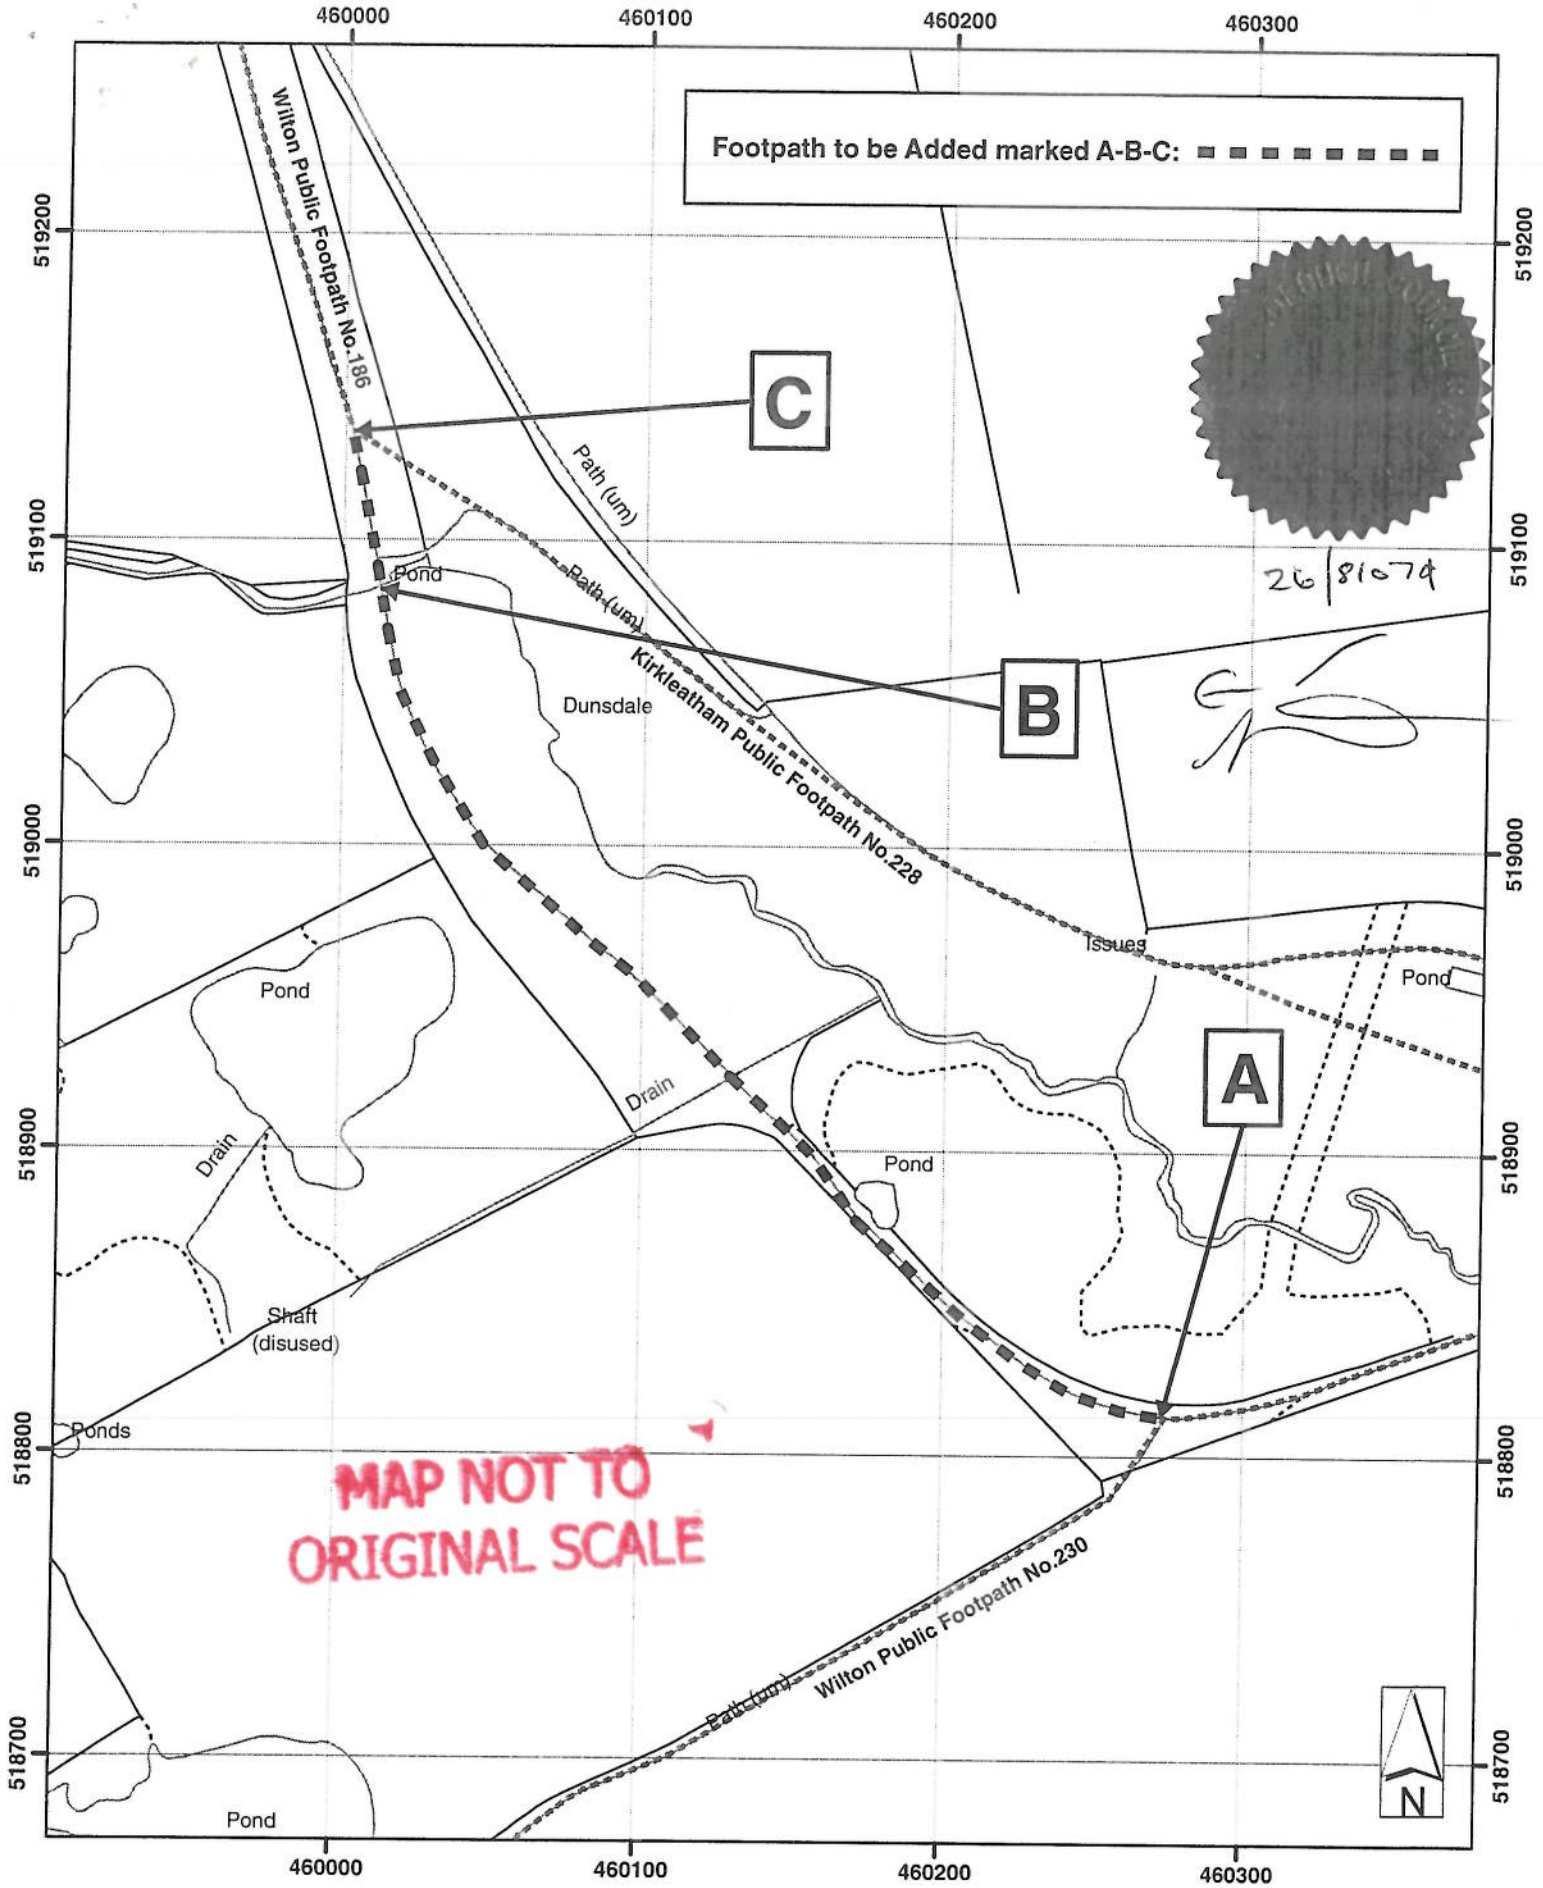 460000 460100 460200 460300
Footpath to be Added marked A-B-C:
Wilton Public Footpath No.186
519200
519200
C
Path (um)
519100
519100
Pond
Path (um)
26/81074
Kirkleatham Public Footpath No.228
Dunsdale
B
519000
519000
Issues
Pond
Pond
A
Drain
518900
518900
Drain
Pond
Shaft
(disused)
Ponds
518800
518800
MAP NOT TO
ORIGINAL SCALE
Wilton Public Footpath No.230
Path (um)
518700
518700
N
Pond
460000 460100 460200 460300